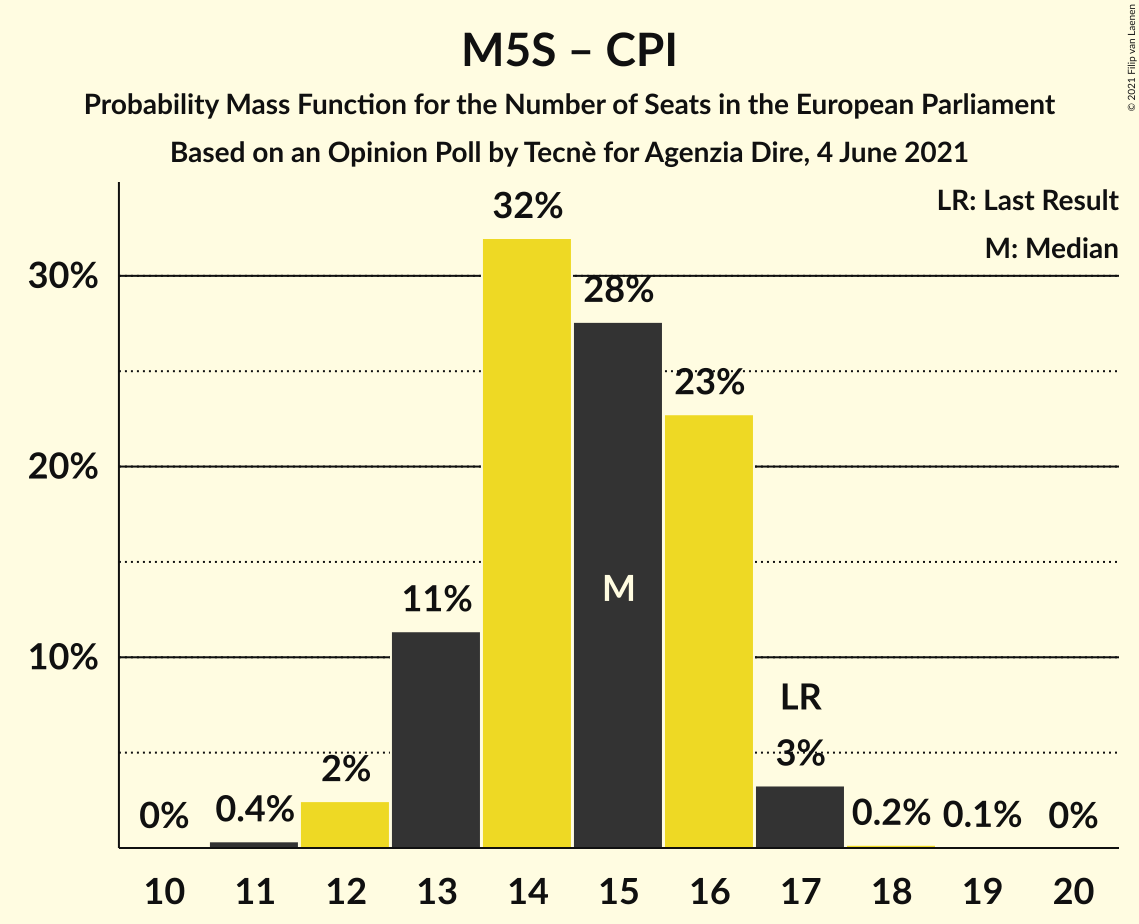 M5S – CPI
Probability Mass Function for the Number of Seats in the European Parliament
Based on an Opinion Poll by Tecnè for Agenzia Dire, 4 June 2021
© 2021 Filip van Laenen
LR: Last Result
M: Median
30%
20%
10%
0%
0.4%
2%
11%
32%
28%
M
23%
LR
3%
0.2%
0.1%
0%
10 11 12 13 14 15 16 17 18 19 20